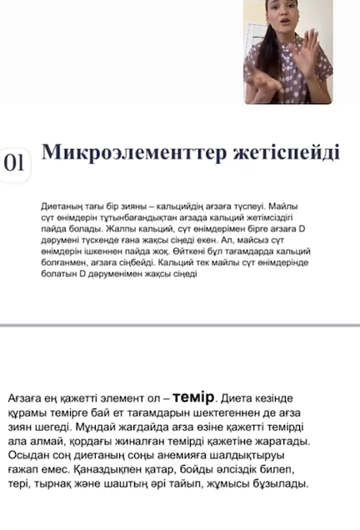 01
Микроэлементтер жетіспейді
Диетаның тағы бір зияны – кальцийдің ағзаға түспеуі. Майлы
сүт өнімдерін тұтынбағандықтан ағзада кальций жетімсіздігі
пайда болады. Жалпы кальций, сүт өнімдерімен бірге ағзаға D
дәрумені түскенде ғана жақсы сіңеді екен. Ал, майсыз сүт
өнімдерін ішкеннен пайда жоқ. Өйткені бұл тағамдарда кальций
болғанмен, ағзаға сіңбейді. Кальций тек майлы сүт өнімдерінде
болатын D дәруменімен жақсы сіңеді
Ағзаға ең қажетті элемент ол – темір. Диета кезінде
құрамы темірге бай ет тағамдарын шектегеннен де ағза
зиян шегеді. Мұндай жағдайда ағза өзіне қажетті темірді
ала алмай, қордағы жиналған темірді қажетіне жаратады.
Осыдан соң диетаның соңы анемияға шалдықтыруы
ғажап емес. Қаназдықпен қатар, бойды әлсіздік билеп,
тері, тырнақ және шаштың әрі тайып, жұмысы бұзылады.